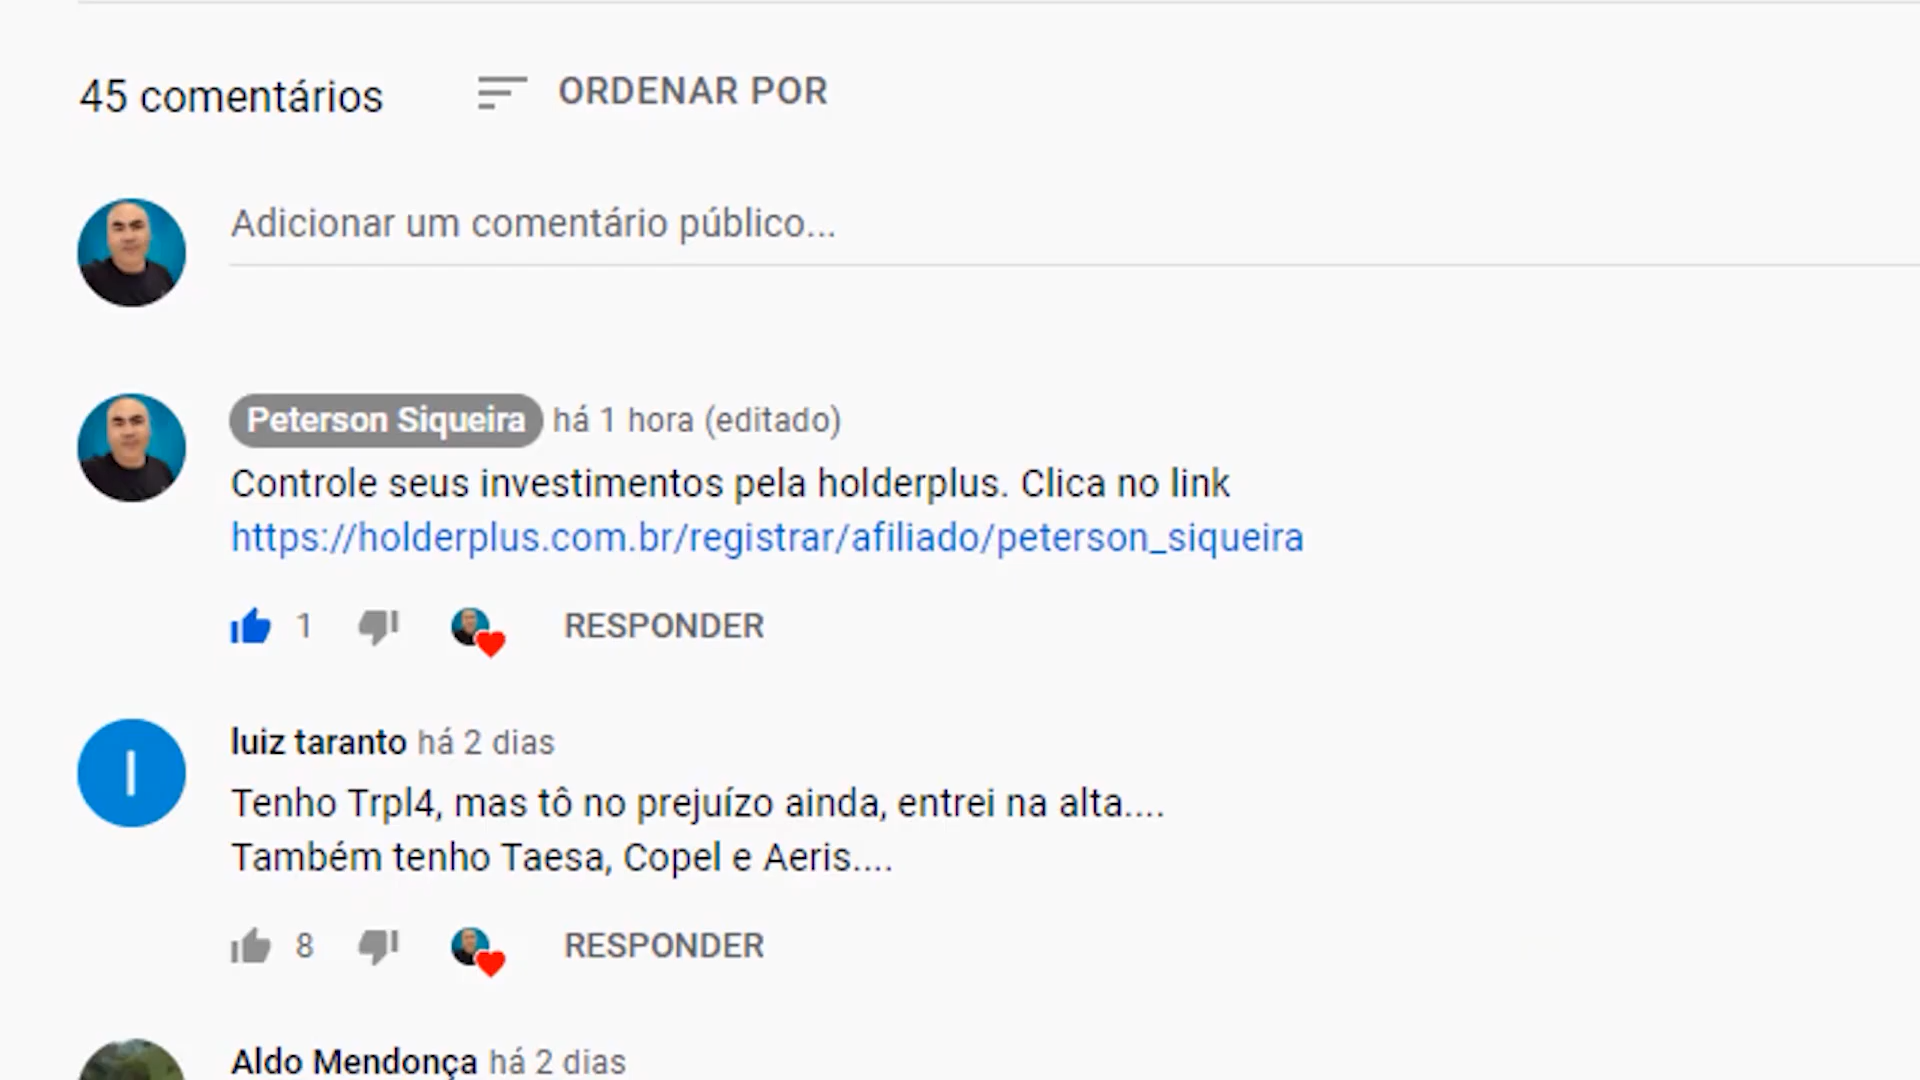 45 comentários
ORDENAR POR
Adicionar um comentário público...
Peterson Siqueira há 1 hora (editado)
Controle seus investimentos pela holderplus. Clica no link
https://holderplus.com.br/registrar/afiliado/peterson_siqueira
1
RESPONDER
l
luiz taranto há 2 dias
Tenho Trpl4, mas tô no prejuízo ainda, entrei na alta....
Também tenho Taesa, Copel e Aeris....
8
RESPONDER
Aldo Mendonça há 2 dias